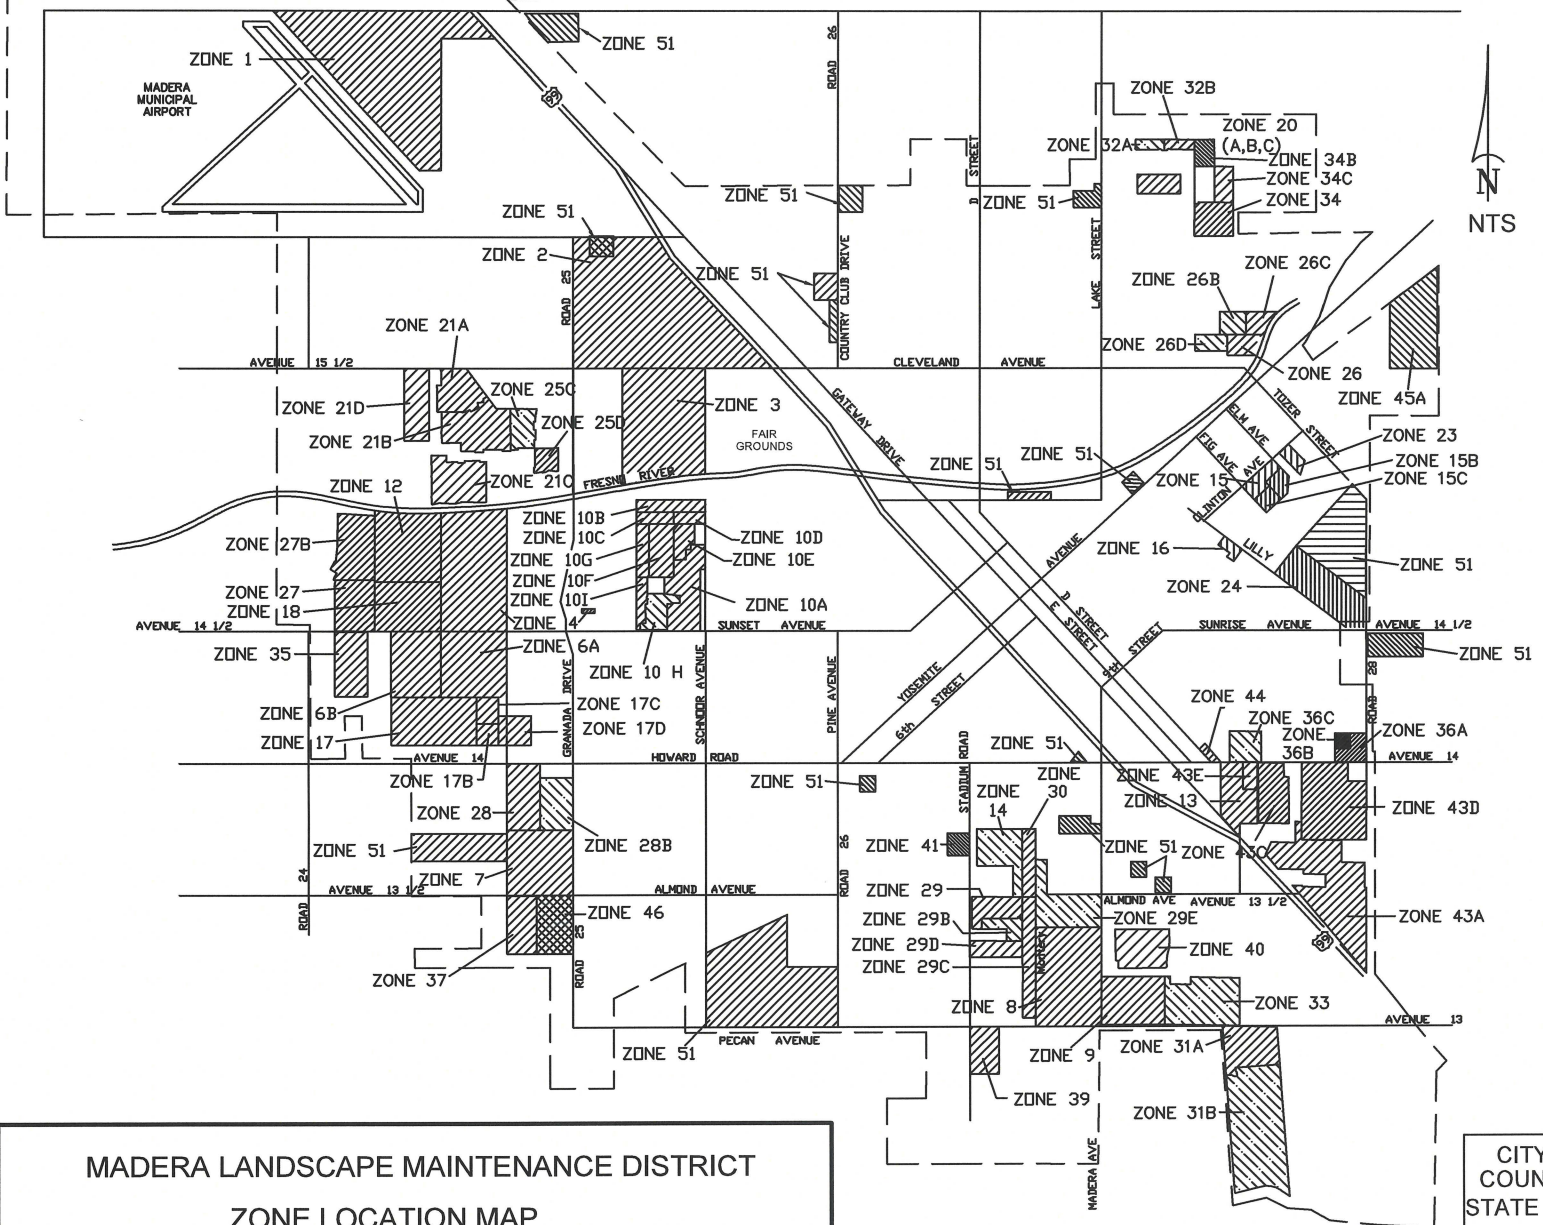 ZONE 51
ROAD 26
ZONE 1
MADERA
MUNICIPAL
AIRPORT
99
ZONE 32B
ZONE 20
(A,B,C)
ZONE 32A
ZONE 34B
ZONE 34C
ZONE 34
D STREET
ZONE 51
ZONE 51
N
NTS
ZONE 51
ZONE 2
ROAD 25
ZONE 51
COUNTRY CLUB DRIVE
LAKE STREET
ZONE 26C
ZONE 26B
ZONE 21A
ZONE 26D
ZONE 26
AVENUE 15 1/2
CLEVELAND AVENUE
ZONE 45A
ZONE 25C
ZONE 21D
ZONE 3
GATEWAY DRIVE
TOZER STREET
ELM AVE
FIG AVE
ZONE 25D
ZONE 21B
FAIR
GROUNDS
ZONE 23
ZONE 51
ZONE 51
ZONE 15B
ZONE 15
ZONE 15C
CLINTON AVE
ZONE 21C
FRESNO RIVER
ZONE 12
ZONE 10B
ZONE 10D
ZONE 10C
ZONE 27B
ZONE 10G
ZONE 10E
ZONE 16
LILLY
AVENUE
ZONE 51
ZONE 10F
ZONE 27
ZONE 24
ZONE 10I
ZONE 10A
ZONE 18
ZONE 4
AVENUE 14 1/2
SUNSET AVENUE
D STREET
E STREET
9th STREET
SUNRISE AVENUE
AVENUE 14 1/2
ZONE 35
ZONE 6A
ZONE 51
ZONE 10 H
YOSEMITE
6th STREET
ROAD 28
GRANADA DRIVE
SCHNOOR AVENUE
PINE AVENUE
ZONE 17C
ZONE 6B
ZONE 17D
ZONE 17
ZONE 44
ZONE 36C
ZONE 36A
ZONE
36B
STADIUM ROAD
ZONE 51
AVENUE 14
HOWARD ROAD
AVENUE 14
ZONE 17B
ZONE 51
ZONE
14
ZONE
30
ZONE 43E
ZONE 13
ZONE 43D
ZONE 28
ZONE 28B
ZONE 41
ZONE 51
ZONE 43C
ZONE 51
ZONE 7
ROAD 24
ROAD 26
AVENUE 13 1/2
ALMOND AVENUE
ZONE 29
ALMOND AVE
AVENUE 13 1/2
ZONE 46
ZONE 29B
ZONE 29E
ZONE 43A
ZONE 29D
ZONE 40
99
ZONE 29C
ROAD 25
ZONE 37
ZONE 8
ZONE 33
AVENUE 13
PECAN AVENUE
ZONE 51
ZONE 9
ZONE 31A
ZONE 39
ZONE 31B
MADERA AVE
MADERA LANDSCAPE MAINTENANCE DISTRICT
ZONE LOCATION MAP
CITY
COUN
STATE